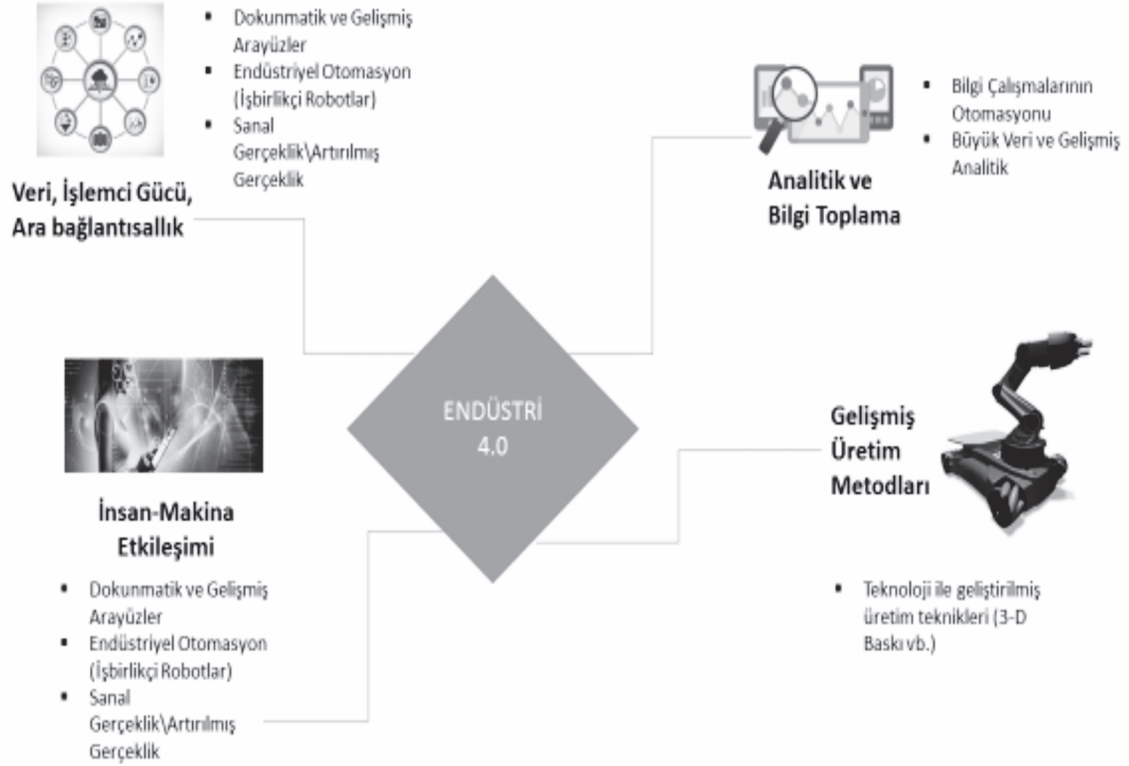 Dokunmatik ve Gelişmiş
Arayüzler
Endüstriyel Otomasyon
(İşbirlikçi Robotlar)
Sanal
Gerçeklik\Artırılmış
Gerçeklik
Veri, İşlemci Gücü,
Ara bağlantısallık
Bilgi Çalışmalarının
Otomasyonu
Büyük Veri ve Gelişmiş
Analitik
Analitik ve
Bilgi Toplama
ENDÜSTRİ
4.0
İnsan-Makina
Etkileşimi
Dokunmatik ve Gelişmiş
Arayüzler
Endüstriyel Otomasyon
(İşbirlikçi Robotlar)
Sanal
Gerçeklik\Artırılmış
Gerçeklik
Gelişmiş
Üretim
Metodları
Teknoloji ile geliştirilmiş
üretim teknikleri (3-D
Baskı vb.)